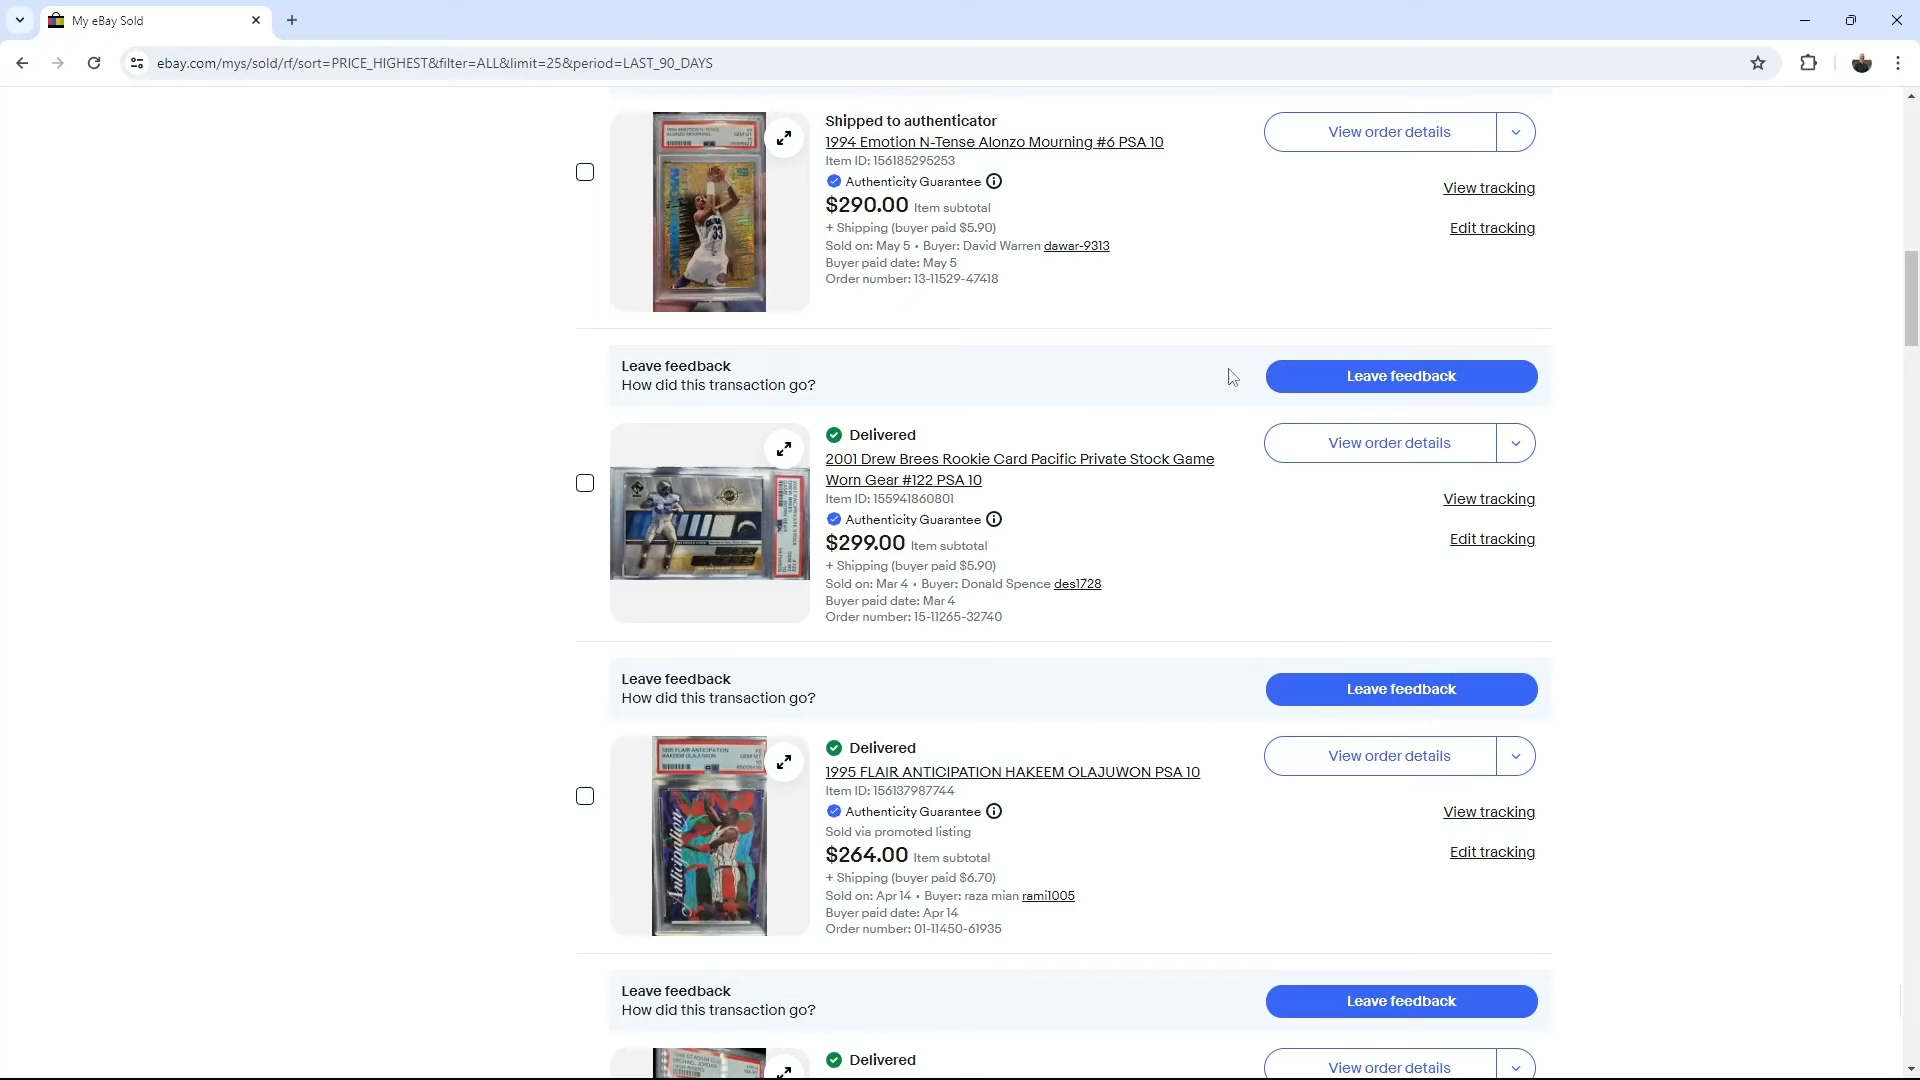 My eBay Sold
ebay.com/mys/sold/rf/sort=PRICE_HIGHEST&filter=ALL&limit=25&period=LAST_90_DAYS
Shipped to authenticator
1994 Emotion N-Tense Alonzo Mourning #6 PSA 10
Item ID: 156185295253
Authenticity Guarantee
$290.00 Item subtotal
+ Shipping (buyer paid $5.90)
Sold on: May 5 • Buyer: David Warren dawar-9313
Buyer paid date: May 5
Order number: 13-11529-47418
View order details
View tracking
Edit tracking
Leave feedback
How did this transaction go?
Leave feedback
Delivered
2001 Drew Brees Rookie Card Pacific Private Stock Game
Worn Gear #122 PSA 10
Item ID: 155941860801
Authenticity Guarantee
$299.00 Item subtotal
+ Shipping (buyer paid $5.90)
Sold on: Mar 4 • Buyer: Donald Spence des1728
Buyer paid date: Mar 4
Order number: 15-11265-32740
View order details
View tracking
Edit tracking
Leave feedback
How did this transaction go?
Leave feedback
1995 FLAIR ANTICIPATION
HAKEEM OLAJUWON
Anticipation
Delivered
1995 FLAIR ANTICIPATION HAKEEM OLAJUWON PSA 10
Item ID: 156137987744
Authenticity Guarantee
Sold via promoted listing
$264.00 Item subtotal
+ Shipping (buyer paid $6.70)
Sold on: Apr 14 • Buyer: raza mian rami1005
Buyer paid date: Apr 14
Order number: 01-11450-61935
View order details
View tracking
Edit tracking
Leave feedback
How did this transaction go?
Leave feedback
Delivered
View order details